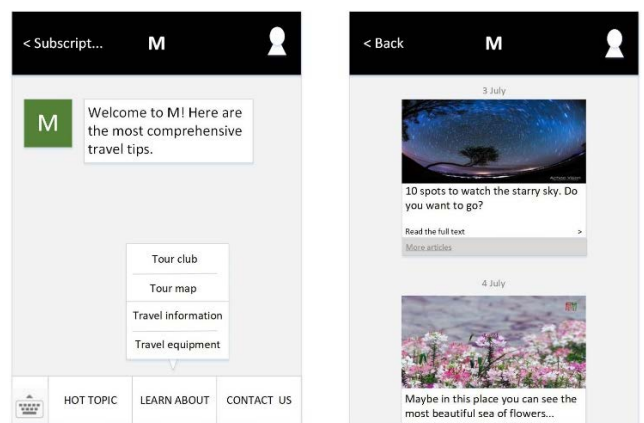 < Subscript...
M
M
Welcome to M! Here are
the most comprehensive
travel tips.
Tour club
Tour map
Travel information
Travel equipment
HOT TOPIC
LEARN ABOUT
CONTACT US
< Back
M
3 July
10 spots to watch the starry sky. Do
you want to go?
Read the full text >
More articles
4 July
Maybe in this place you can see the
most beautiful sea of flowers...